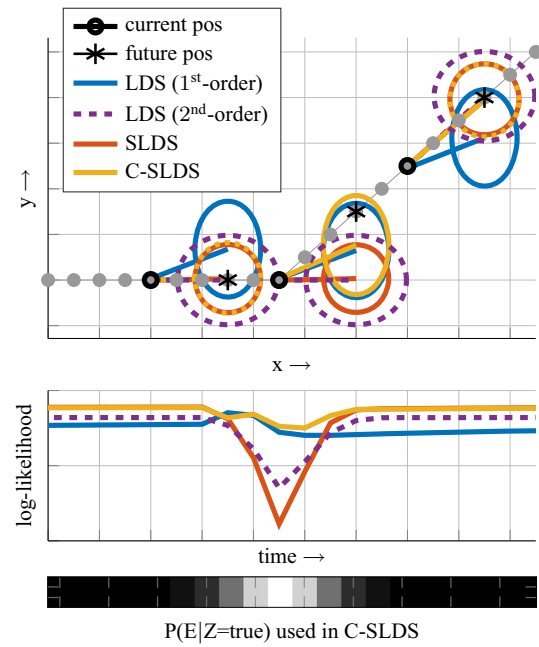 current pos
future pos
LDS (1st-order)
LDS (2nd-order)
SLDS
C-SLDS
y →
x →
log-likelihood
time →
P(E|Z=true) used in C-SLDS